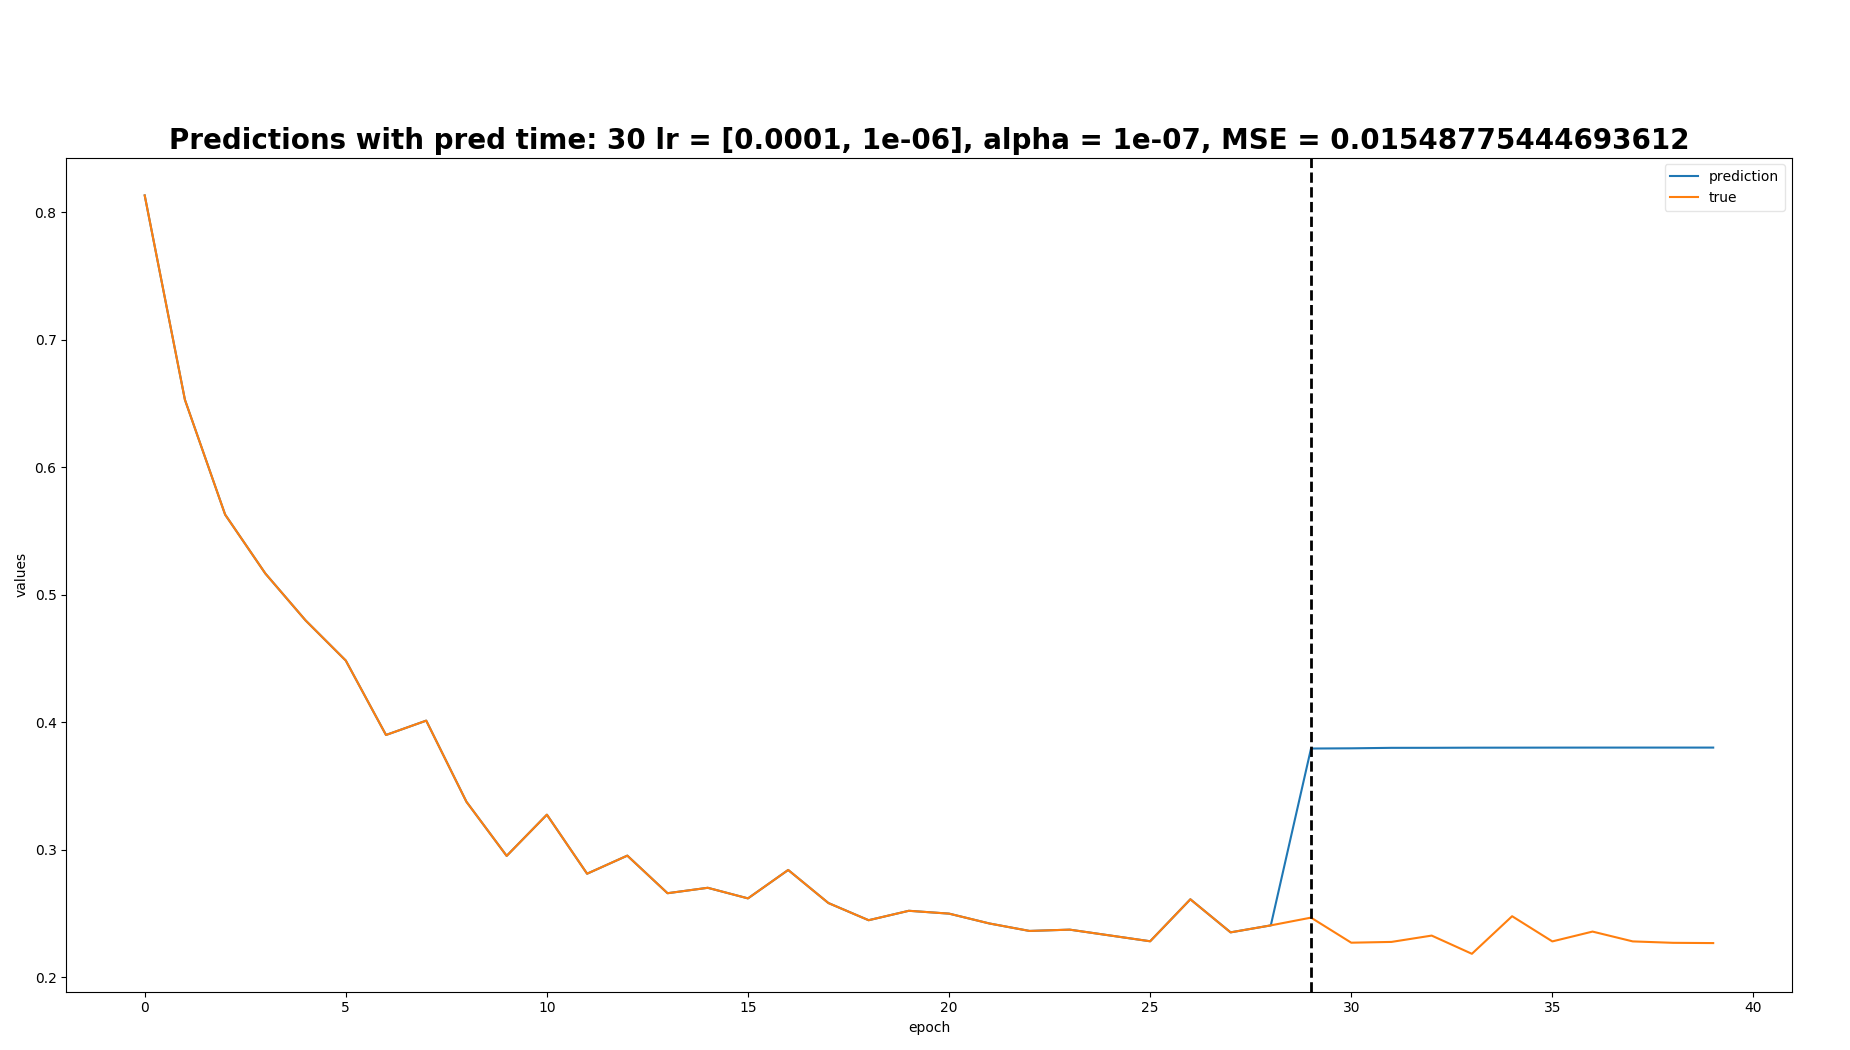 Predictions with pred time: 30 lr = [0.0001, 1e-06], alpha = 1e-07, MSE = 0.01548775444693612
prediction
true
0.8
0.7
0.6
0.5
0.4
0.3
0.2
values
0 5 10 15 20 25 30 35 40
epoch